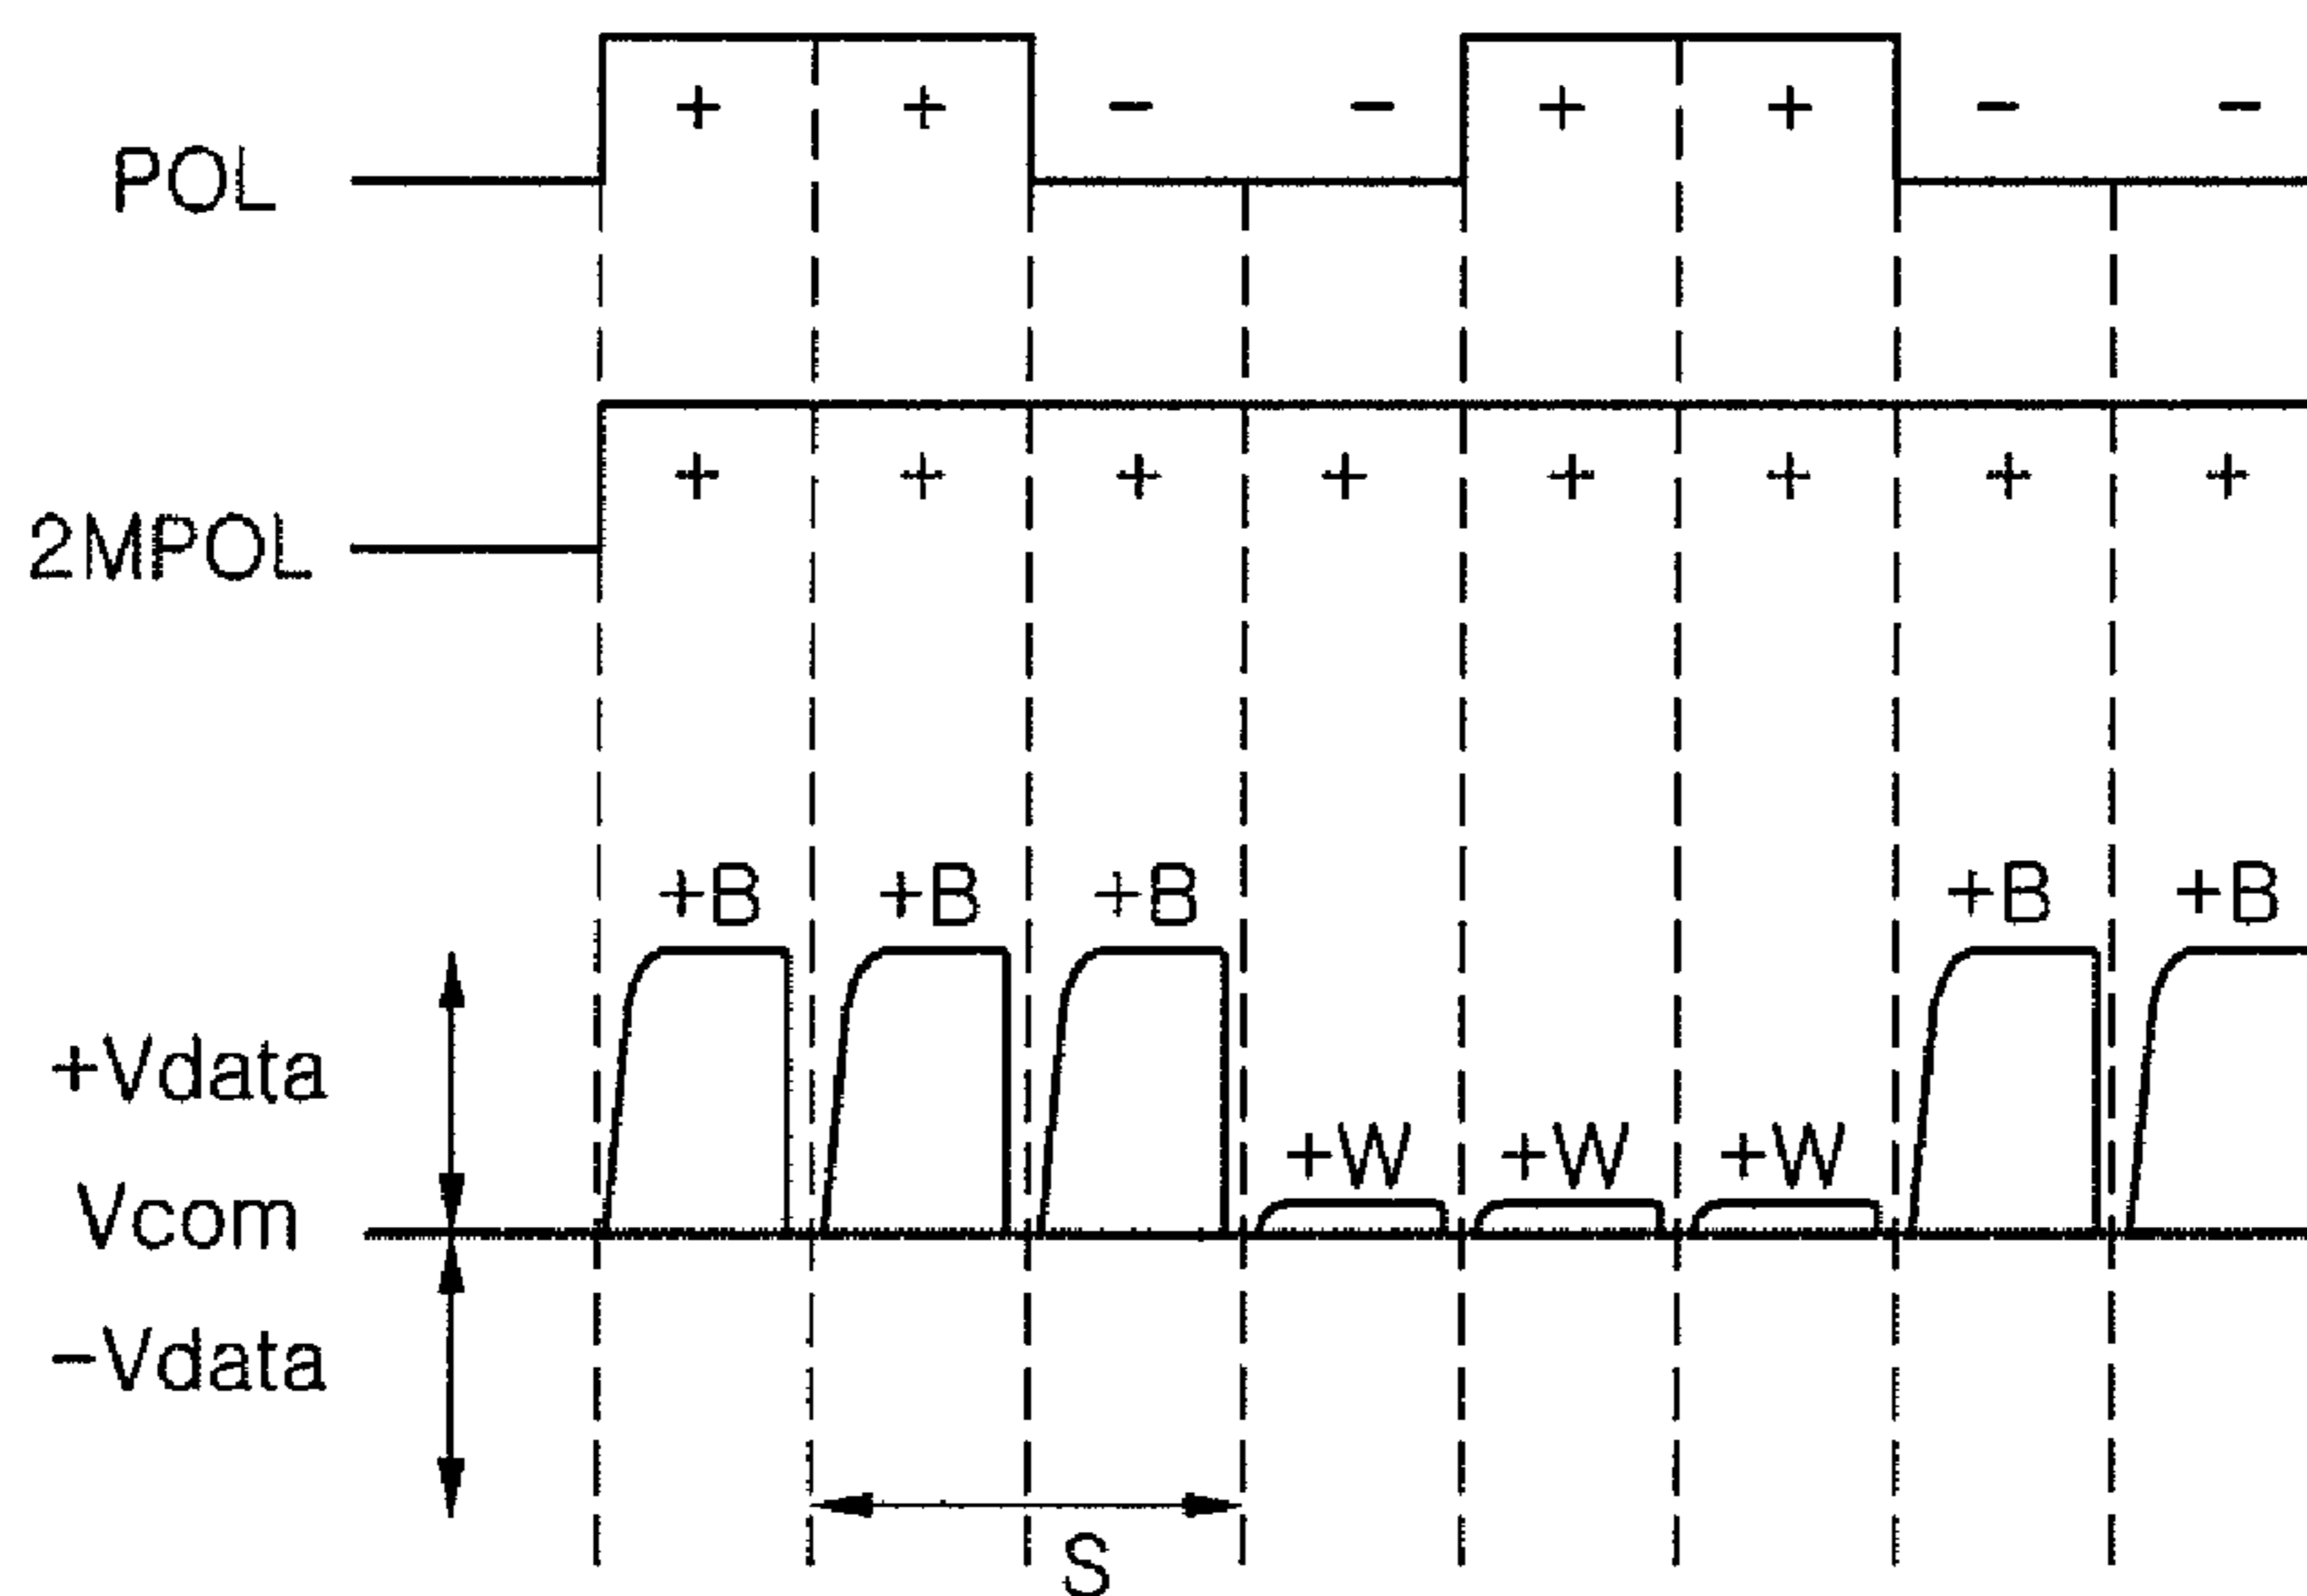 + + − − + + − −
POL
+ + + + + + + +
2MPOL
+B +B +B +B +B
+Vdata
+W +W +W
Vcom
−Vdata
S